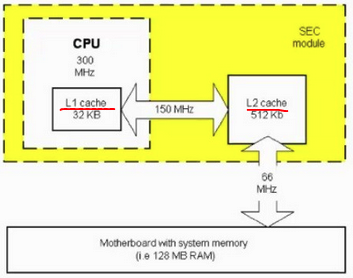 SEC
module
CPU
300
MHz
L1 cache
32 KB
150 MHz
L2 cache
512 Kb
66
MHz
Motherboard with system memory
(i.e 128 MB RAM)